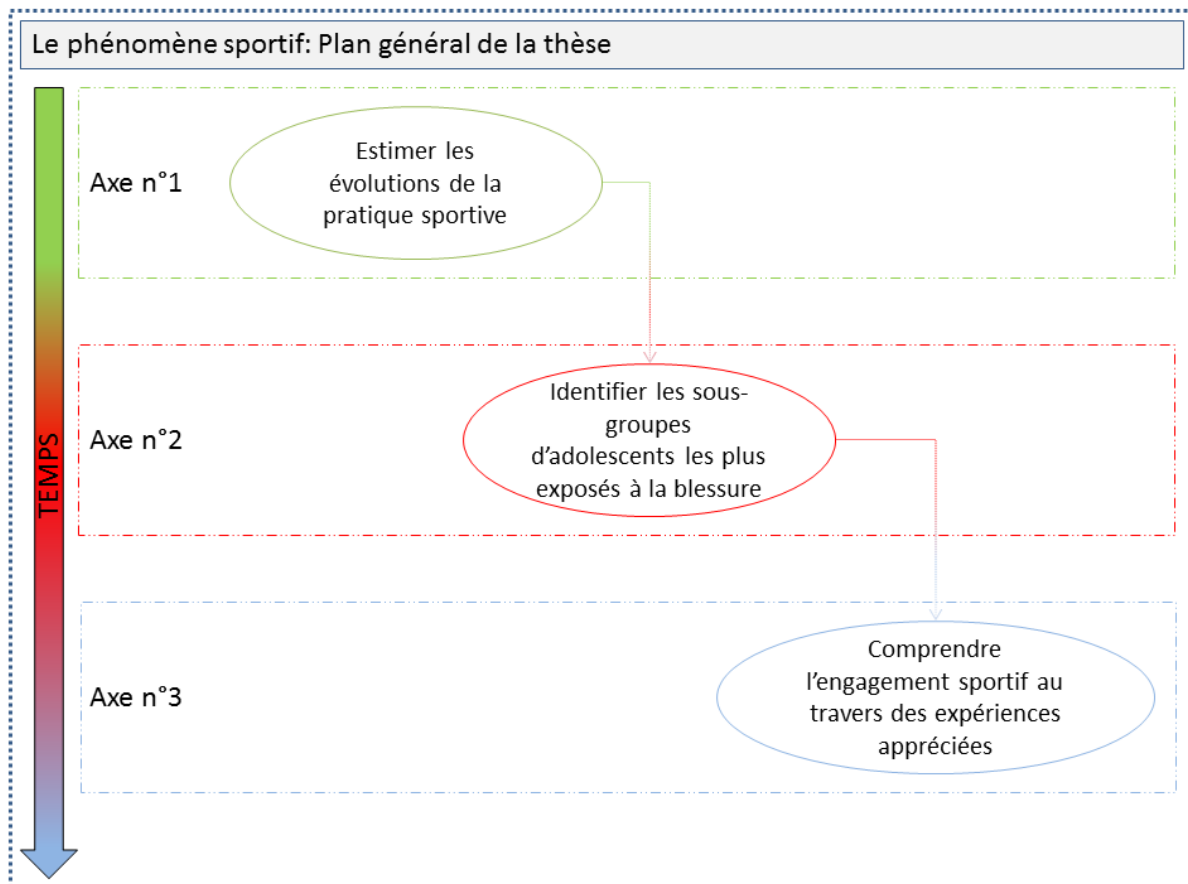 Le phénomène sportif: Plan général de la thèse
Axe n°1
Estimer les
évolutions de la
pratique sportive
TEMPS
Axe n°2
Identifier les sous-
groupes
d’adolescents les plus
exposés à la blessure
Axe n°3
Comprendre
l’engagement sportif au
travers des expériences
appréciées